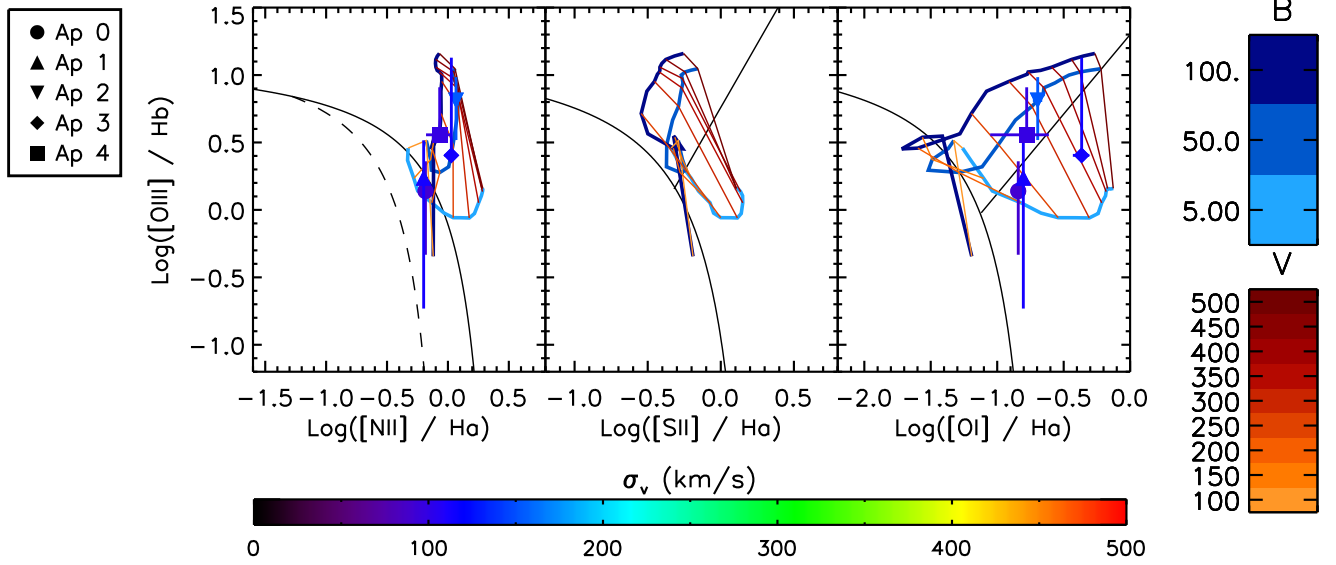 Ap 0
Ap 1
Ap 2
Ap 3
Ap 4
Log([OIII] / Hb)
1.5
1.0
0.5
0.0
−0.5
−1.0
−1.5 −1.0 −0.5 0.0 0.5
Log([NII] / Ha)
−1.0 −0.5 0.0 0.5
Log([SII] / Ha)
−2.0 −1.5 −1.0 −0.5 0.0
Log([OI] / Ha)
B
100.
50.0
5.00
V
500
450
400
350
300
250
200
150
100
σv (km/s)
0 100 200 300 400 500